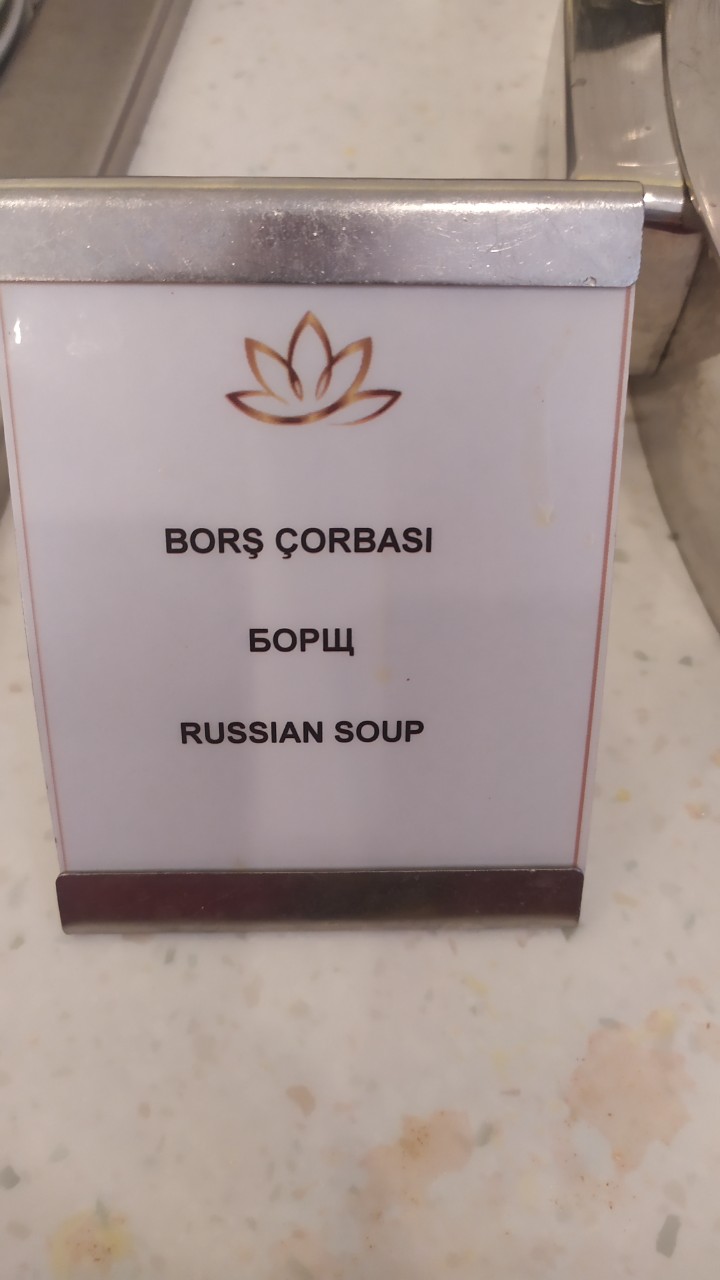 BORŞ ÇORBASI
БОРЩ
RUSSIAN SOUP